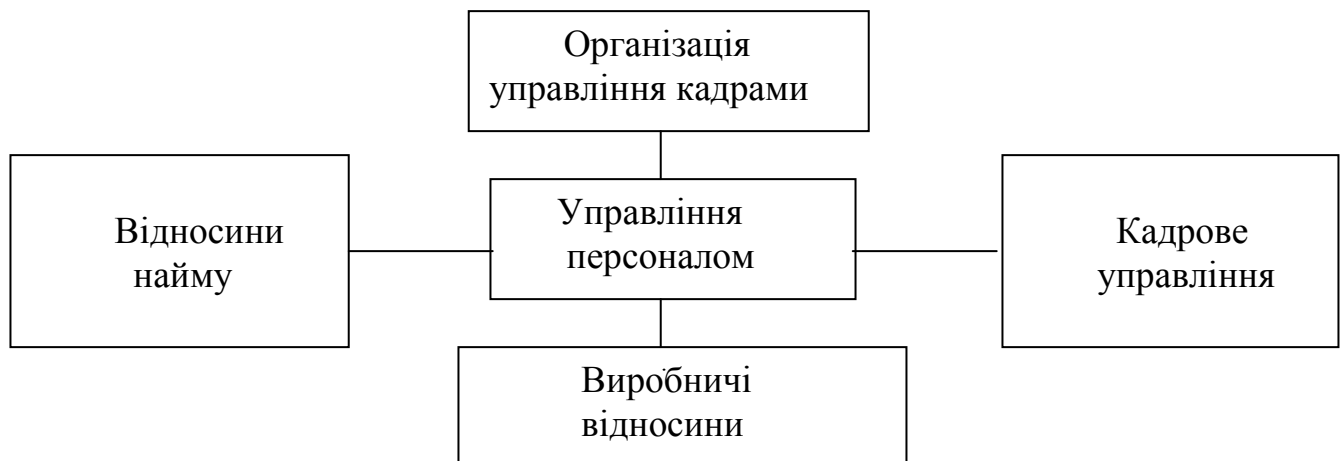 Організація
управління кадрами
Відносини
найму
Управління
персоналом
Кадрове
управління
Виробничі
відносини